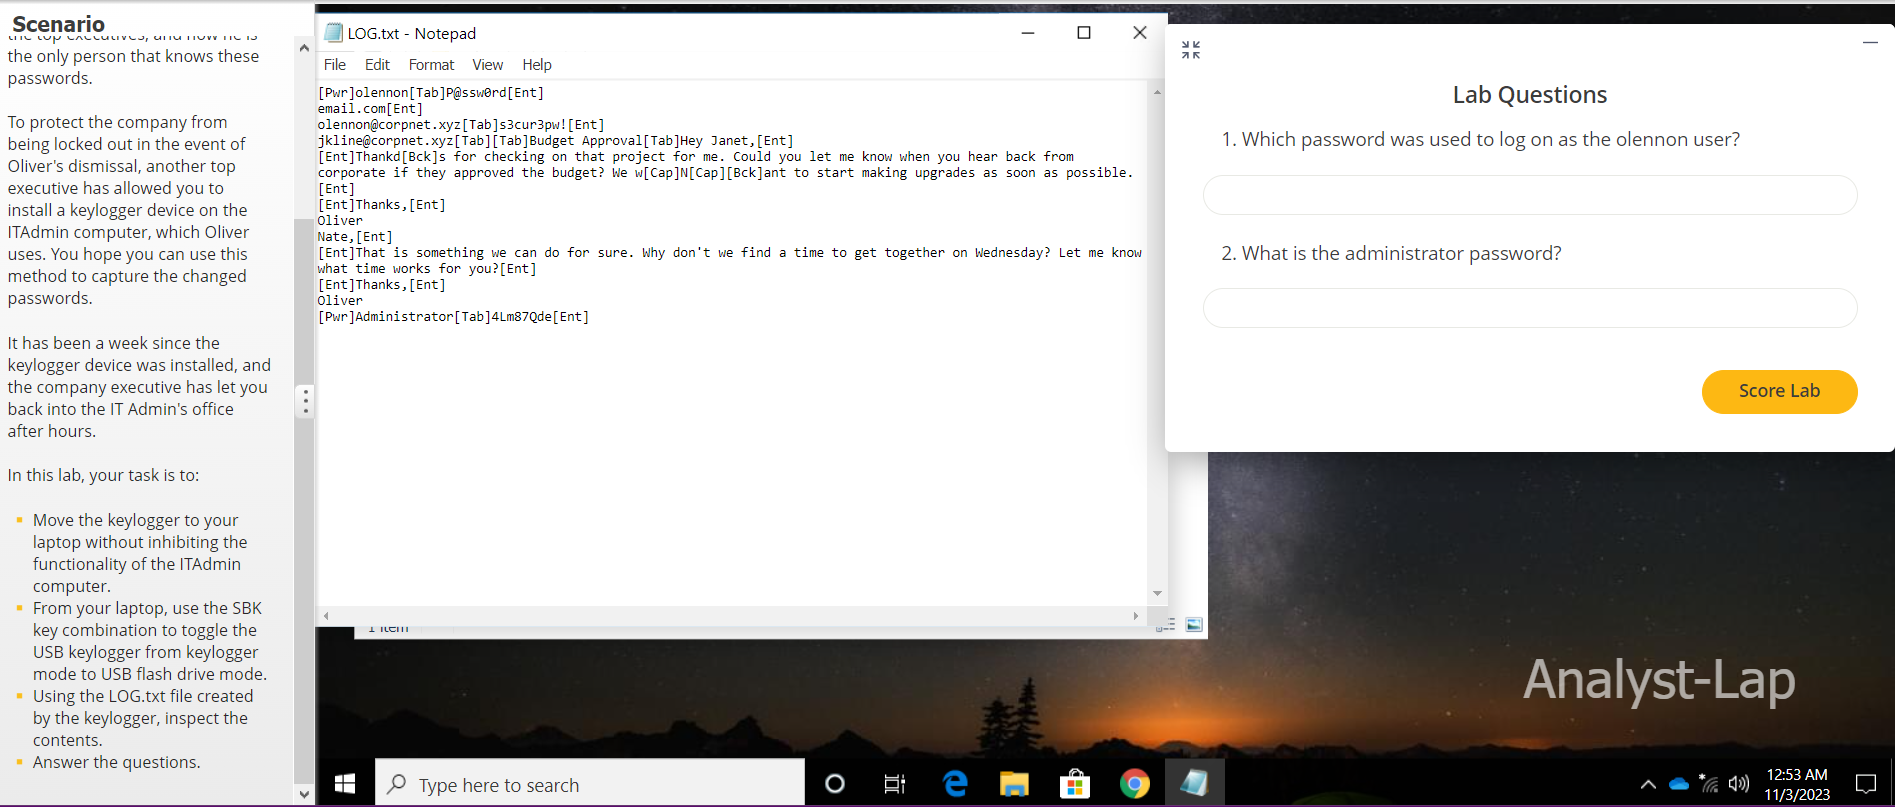 Scenario
the top executives, and now he is
the only person that knows these
passwords.
To protect the company from
being locked out in the event of
Oliver's dismissal, another top
executive has allowed you to
install a keylogger device on the
ITAdmin computer, which Oliver
uses. You hope you can use this
method to capture the changed
passwords.
It has been a week since the
keylogger device was installed, and
the company executive has let you
back into the IT Admin's office
after hours.
In this lab, your task is to:
Move the keylogger to your
laptop without inhibiting the
functionality of the ITAdmin
computer.
From your laptop, use the SBK
key combination to toggle the
USB keylogger from keylogger
mode to USB flash drive mode.
Using the LOG.txt file created
by the keylogger, inspect the
contents.
Answer the questions.
LOG.txt - Notepad
File Edit Format View Help
[Pwr]olennon[Tab]P@ssw0rd[Ent]
email.com[Ent]
olennon@corpnet.xyz[Tab]s3cur3pw![Ent]
jkline@corpnet.xyz[Tab][Tab]Budget Approval[Tab]Hey Janet,[Ent]
[Ent]Thankd[Bck]s for checking on that project for me. Could you let me know when you hear back from
corporate if they approved the budget? We w[Cap]N[Cap][Bck]ant to start making upgrades as soon as possible.
[Ent]
[Ent]Thanks,[Ent]
Oliver
Nate,[Ent]
[Ent]That is something we can do for sure. Why don't we find a time to get together on Wednesday? Let me know
what time works for you?[Ent]
[Ent]Thanks,[Ent]
Oliver
[Pwr]Administrator[Tab]4Lm87Qde[Ent]
1 item
Lab Questions
1. Which password was used to log on as the olennon user?
2. What is the administrator password?
Score Lab
Analyst-Lap
Type here to search
12:53 AM
11/3/2023